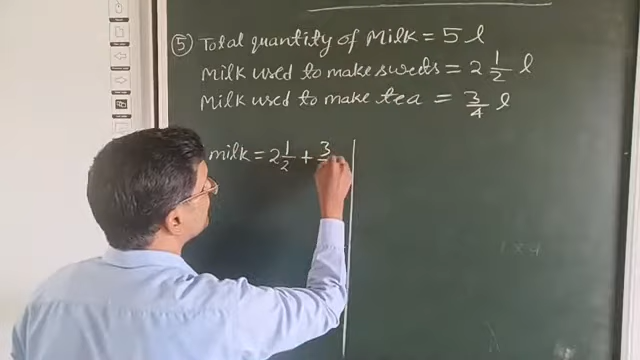 ⑤ Total quantity of Milk = 5 l
Milk used to make sweets = 2 1/2 l
Milk used to make tea = 3/4 l
milk = 2 1/2 + 3
1 x 4